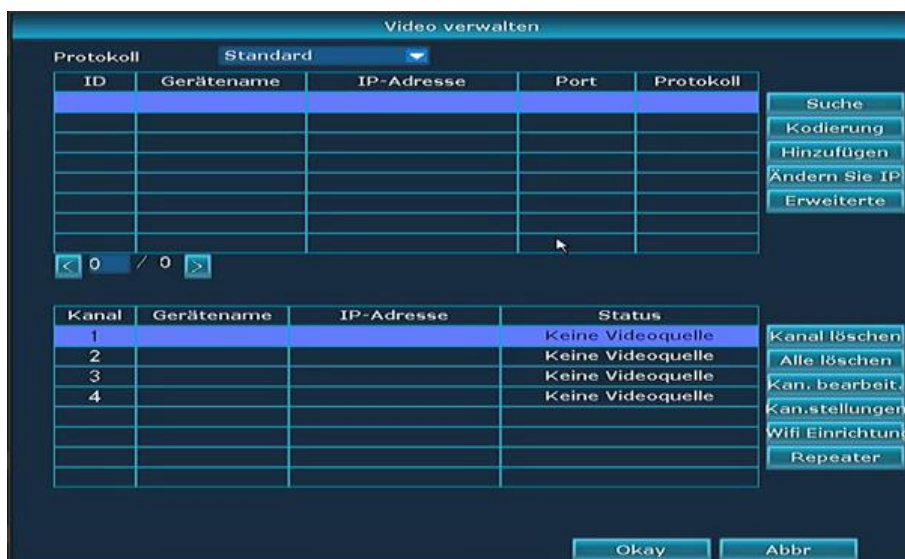 Video verwalten
Protokoll Standard
ID Gerätename IP-Adresse Port Protokoll
Suche
Kodierung
Hinzufügen
Ändern Sie IP
Erweiterte
< 0 / 0 >
Kanal Gerätename IP-Adresse Status
1 Keine Videoquelle Kanal löschen
2 Keine Videoquelle Alle löschen
3 Keine Videoquelle Kan. bearbeit.
4 Keine Videoquelle Kan.stellungen
Wifi Einrichtung
Repeater
Okay Abbr